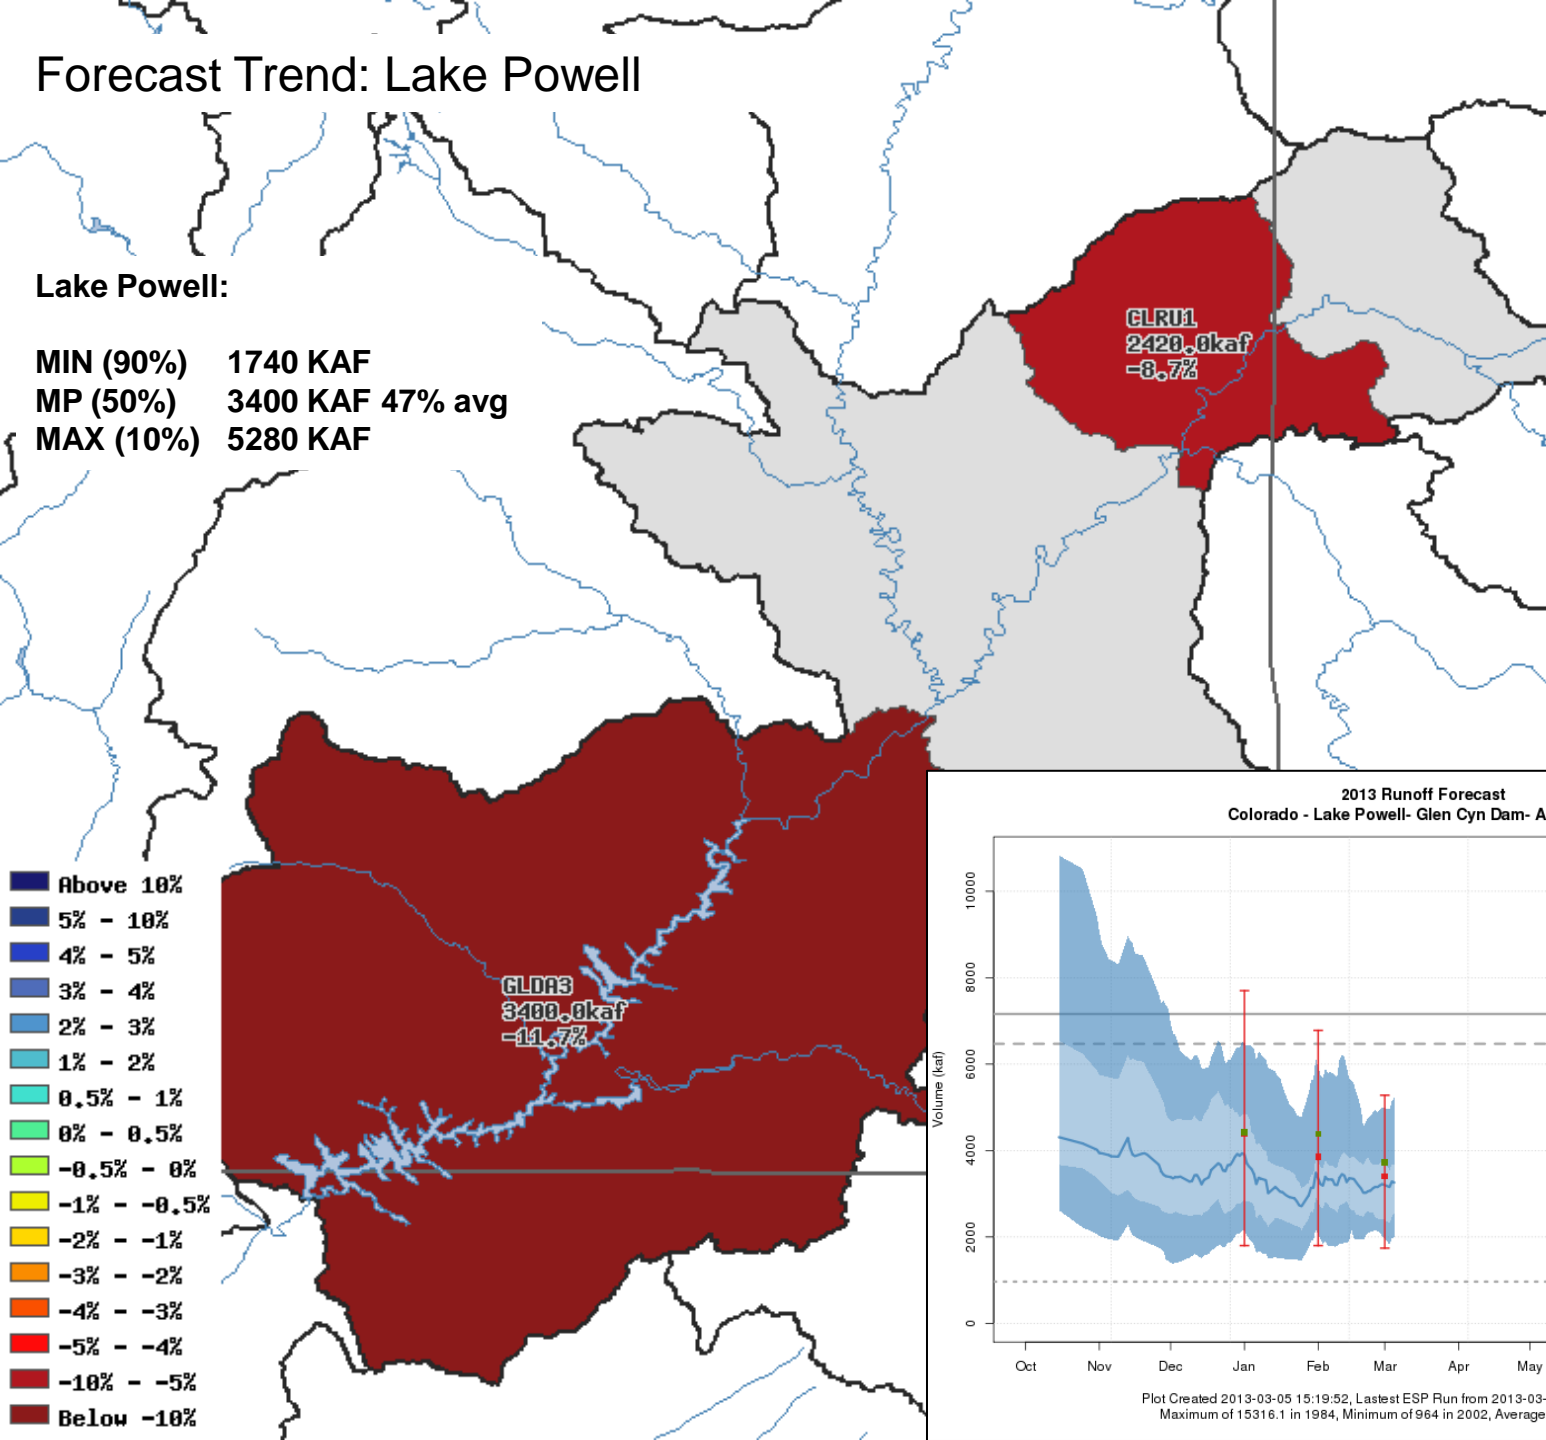 Forecast Trend: Lake Powell
Lake Powell:
MIN (90%) 1740 KAF
MP (50%) 3400 KAF 47% avg
MAX (10%) 5280 KAF
CLRU1
2420.0kaf
-8.7%
GLDA3
3400.0kaf
-11.7%
Above 10%
5% - 10%
4% - 5%
3% - 4%
2% - 3%
1% - 2%
0.5% - 1%
0% - 0.5%
-0.5% - 0%
-1% - -0.5%
-2% - -1%
-3% - -2%
-4% - -3%
-5% - -4%
-10% - -5%
Below -10%
2013 Runoff Forecast
Colorado - Lake Powell- Glen Cyn Dam- A
Volume (kaf)
10000
8000
6000
4000
2000
0
Oct Nov Dec Jan Feb Mar Apr May
Plot Created 2013-03-05 15:19:52, Lastest ESP Run from 2013-03-
Maximum of 15316.1 in 1984, Minimum of 964 in 2002, Average